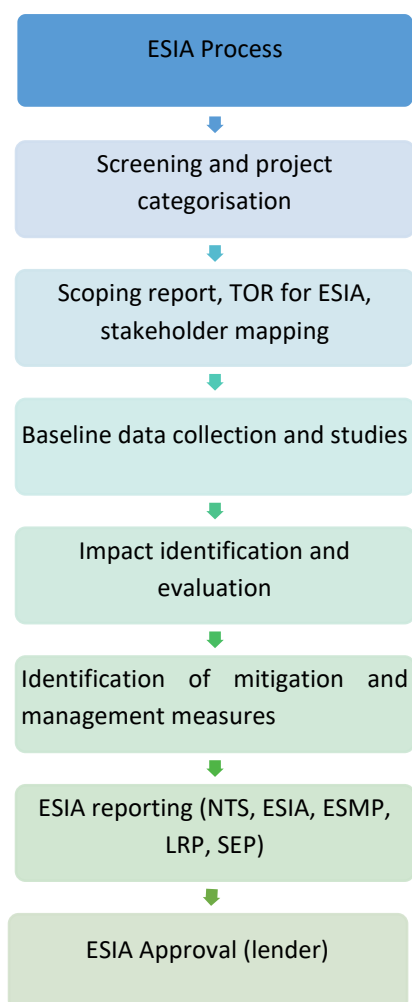 ESIA Process
Screening and project
categorisation
Scoping report, TOR for ESIA,
stakeholder mapping
Baseline data collection and studies
Impact identification and
evaluation
Identification of mitigation and
management measures
ESIA reporting (NTS, ESIA, ESMP,
LRP, SEP)
ESIA Approval (lender)